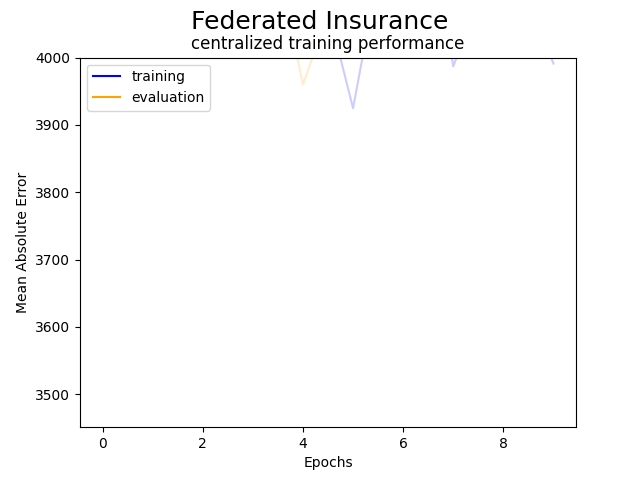 Federated Insurance
centralized training performance
training
evaluation
Mean Absolute Error
4000
3900
3800
3700
3600
3500
0 2 4 6 8
Epochs